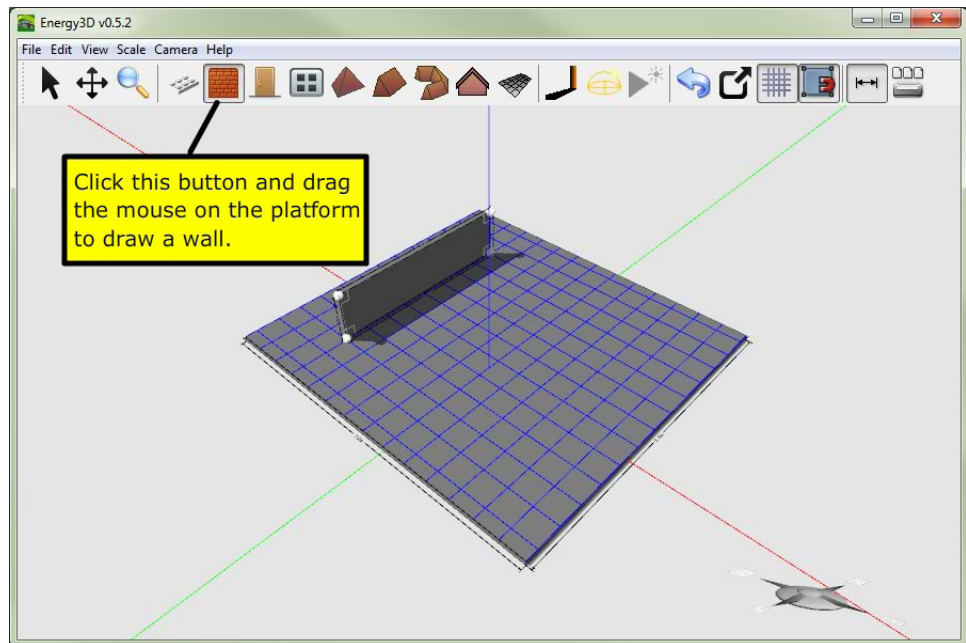 Energy3D v0.5.2
File Edit View Scale Camera Help
Click this button and drag
the mouse on the platform
to draw a wall.